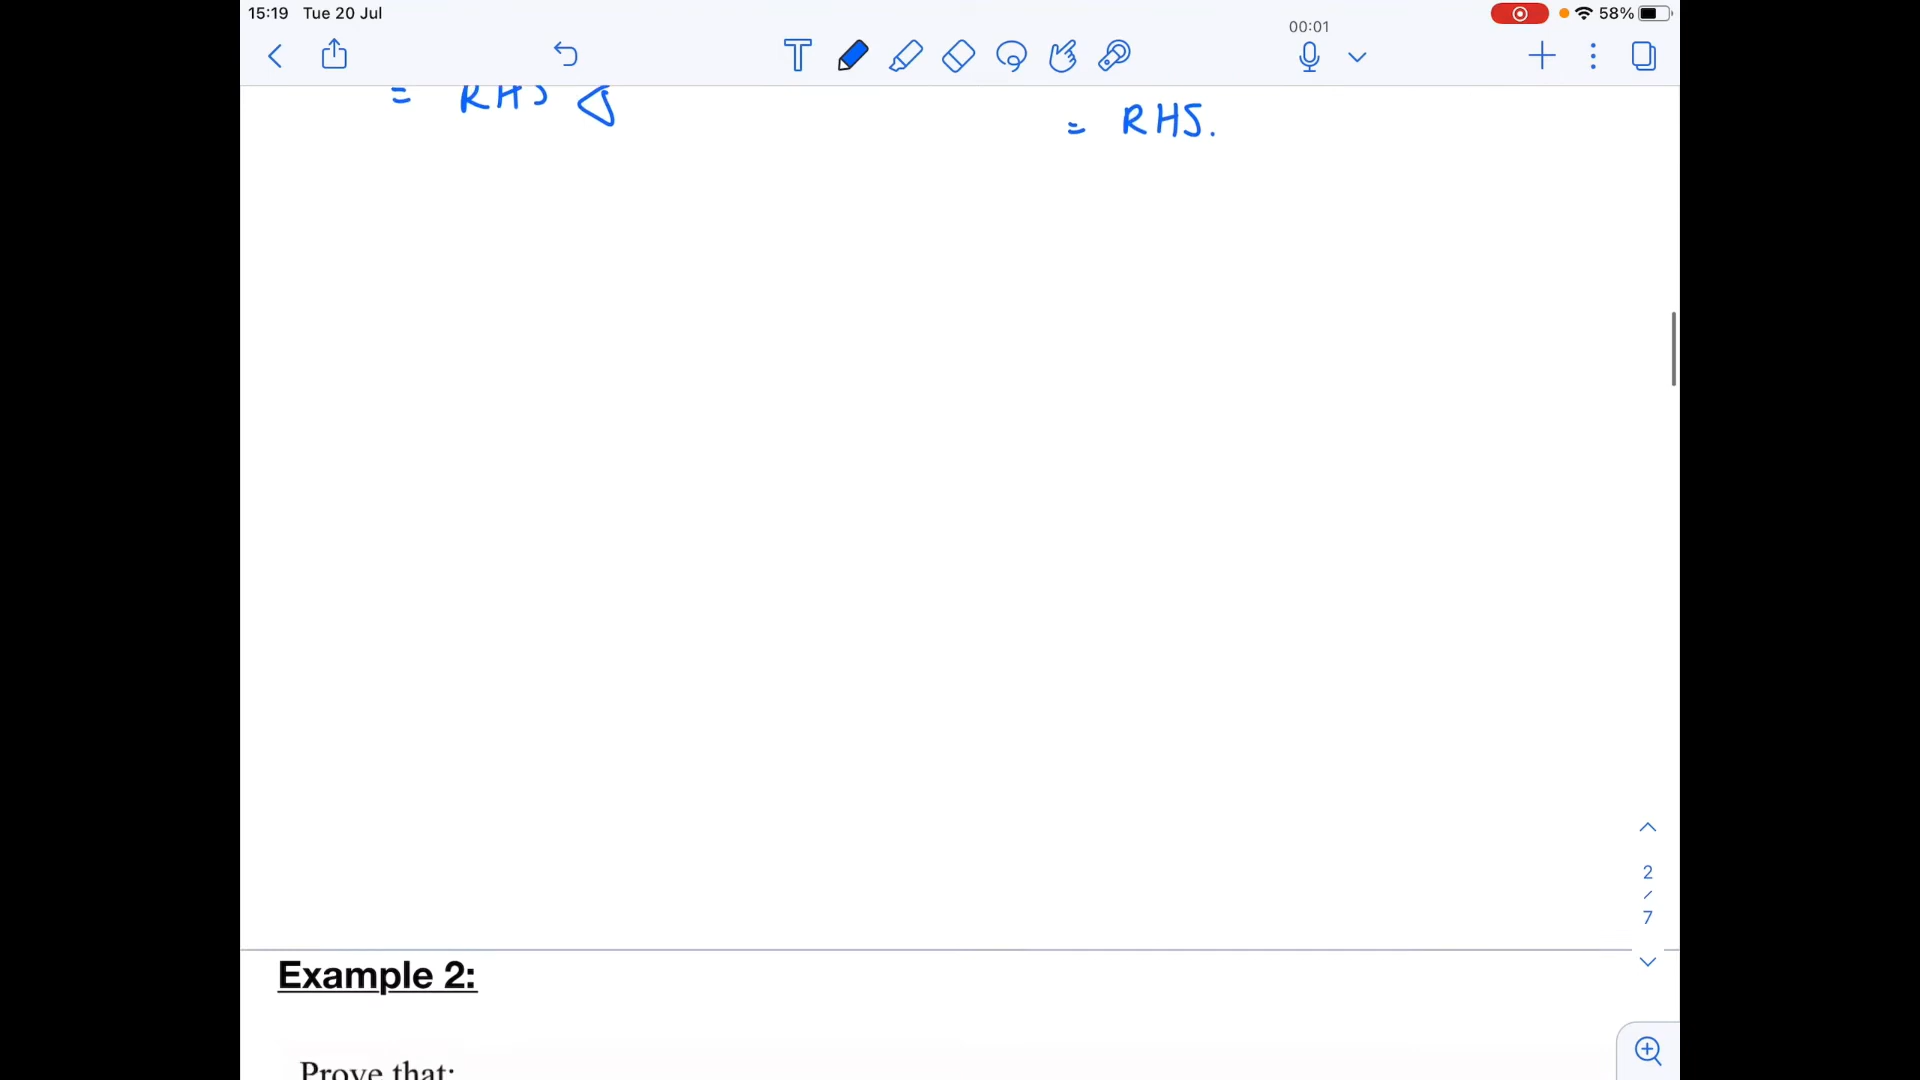 15:19 Tue 20 Jul
58%
00:01
= RHS
= RHS.
2
/
7
Example 2:
Prove that: